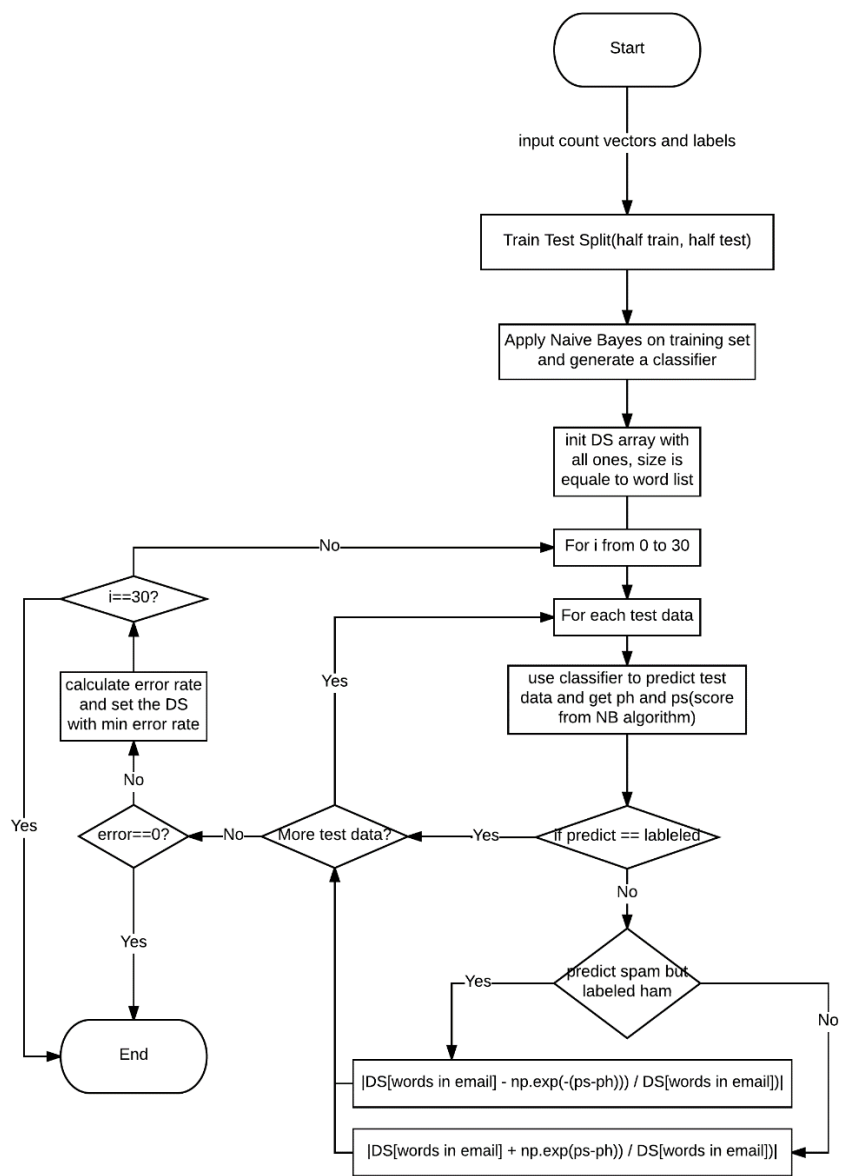 Start
input count vectors and labels
Train Test Split(half train, half test)
Apply Naive Bayes on training set
and generate a classifier
init DS array with
all ones, size is
equale to word list
No
For i from 0 to 30
i==30?
For each test data
Yes
calculate error rate
and set the DS
with min error rate
use classifier to predict test
data and get ph and ps(score
from NB algorithm)
No
Yes
error==0?
No
More test data?
Yes
if predict == lableled
No
Yes
predict spam but
labeled ham
Yes
No
End
|DS[words in email] - np.exp(-(ps-ph))) / DS[words in email])|
|DS[words in email] + np.exp(ps-ph)) / DS[words in email])|